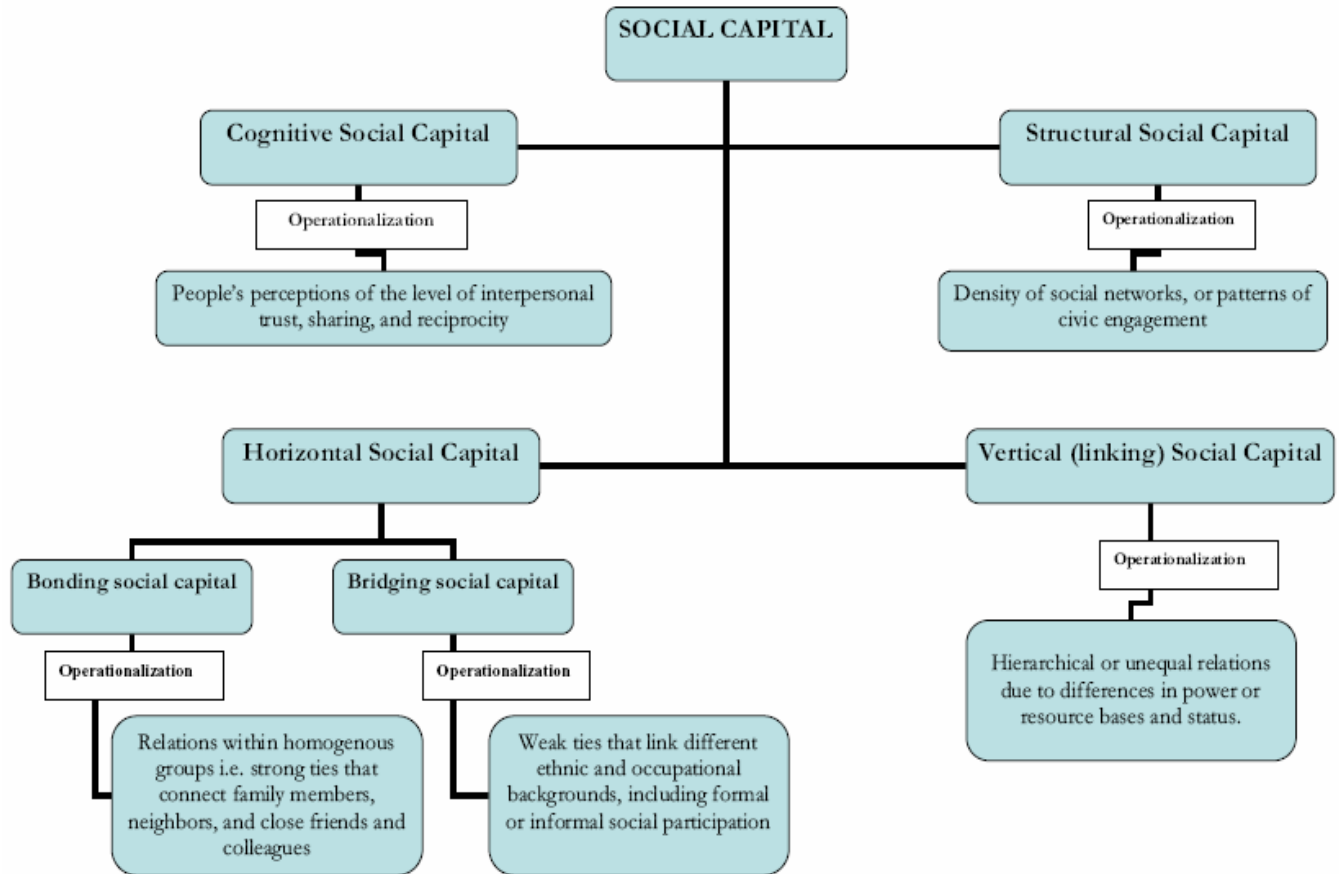 SOCIAL CAPITAL
Cognitive Social Capital
Structural Social Capital
Operationalization
Operationalization
People's perceptions of the level of interpersonal
trust, sharing, and reciprocity
Density of social networks, or patterns of
civic engagement
Horizontal Social Capital
Vertical (linking) Social Capital
Bonding social capital
Bridging social capital
Operationalization
Operationalization
Operationalization
Hierarchical or unequal relations
due to differences in power or
resource bases and status.
Relations within homogenous
groups i.e. strong ties that
connect family members,
neighbors, and close friends and
colleagues
Weak ties that link different
ethnic and occupational
backgrounds, including formal
or informal social participation